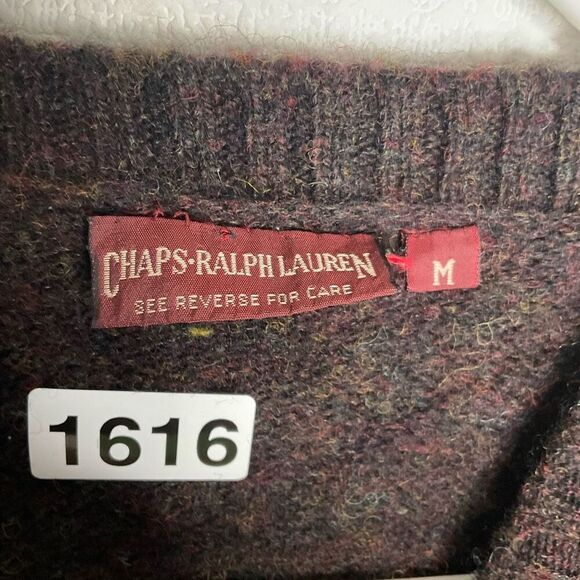 CHAPS·RALPH LAUREN
SEE REVERSE FOR CARE
M
1616